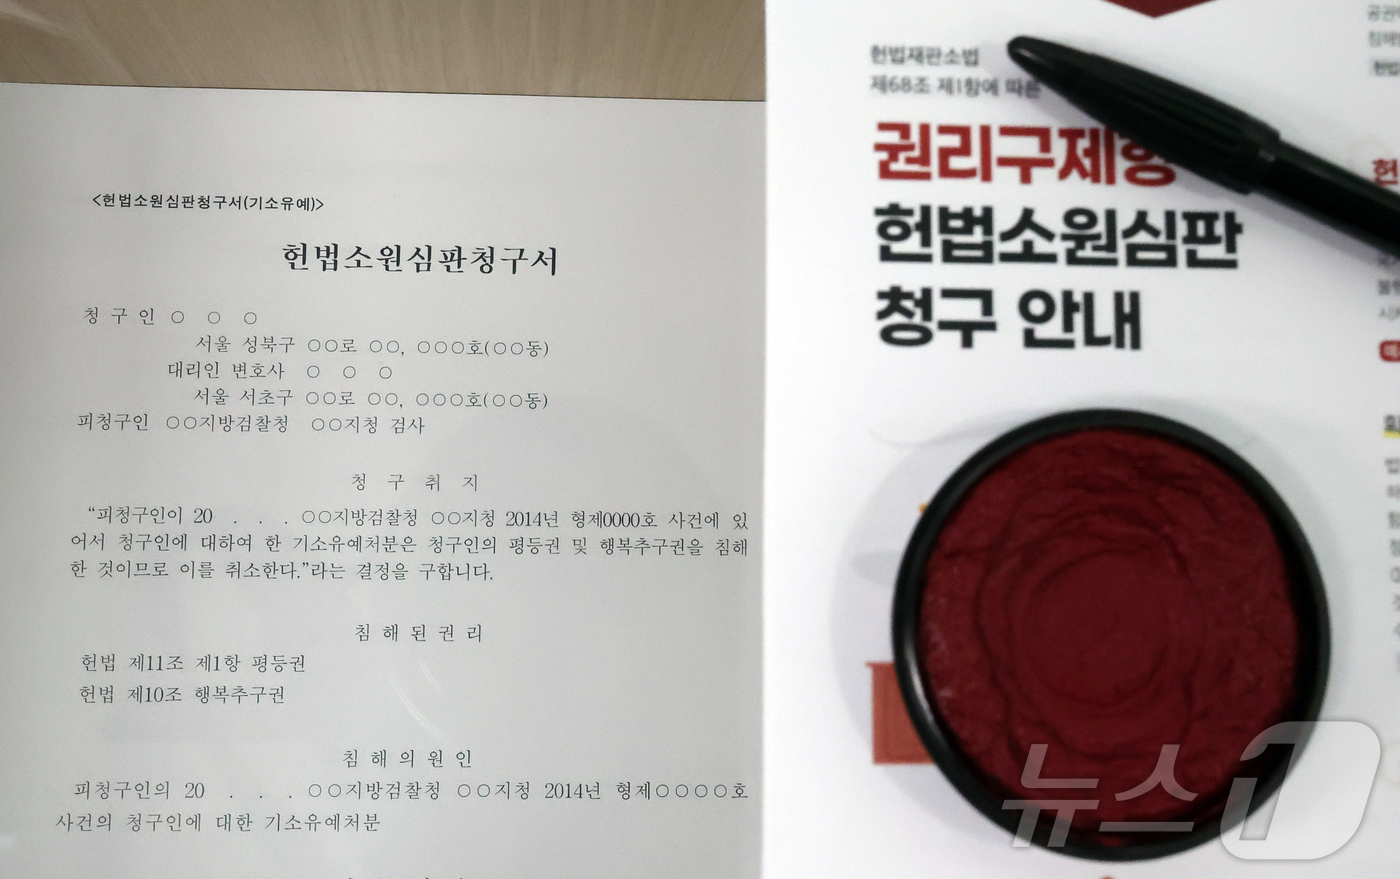 <헌법소원심판청구서(기소유예)>
헌법소원심판청구서
청 구 인 ○ ○ ○
서울 성북구 ○○로 ○○, ○○○호(○○동)
대리인 변호사 ○ ○ ○
서울 서초구 ○○로 ○○, ○○○호(○○동)
피청구인 ○○지방검찰청 ○○지청 검사
청 구 취 지
“피청구인이 20 . . . ○○지방검찰청 ○○지청 2014년 형제0000호 사건에 있
어서 청구인에 대하여 한 기소유예처분은 청구인의 평등권 및 행복추구권을 침해
한 것이므로 이를 취소한다.”라는 결정을 구합니다.
침 해 된 권 리
헌법 제11조 제1항 평등권
헌법 제10조 행복추구권
침 해 의 원 인
피청구인의 20 . . . ○○지방검찰청 ○○지청 2014년 형제○○○○호
사건의 청구인에 대한 기소유예처분
헌법재판소법
제68조 제1항에 따른
권리구제형
헌법소원심판
청구 안내
뉴스1